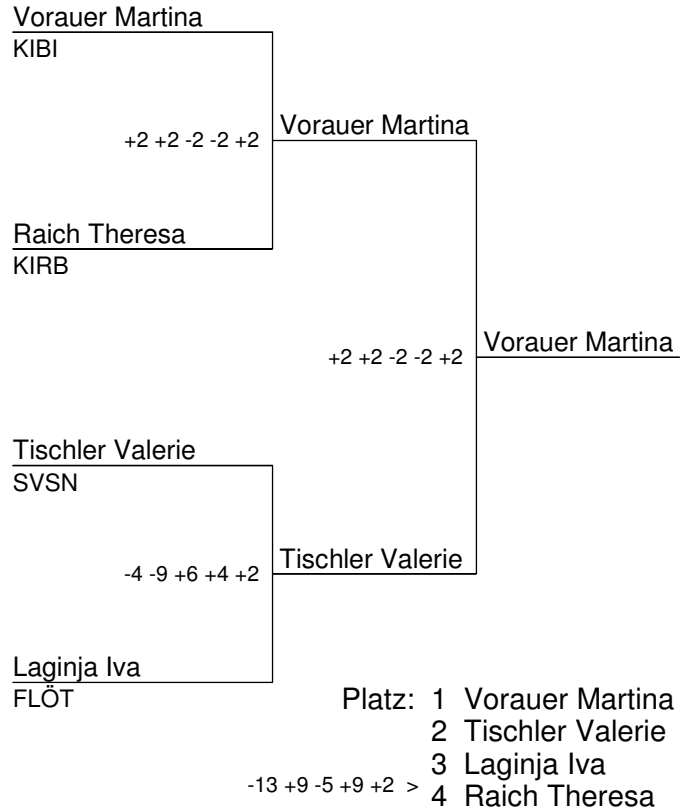 Vorauer Martina
KIBI
+2 +2 -2 -2 +2
Vorauer Martina
Raich Theresa
KIRB
+2 +2 -2 -2 +2
Vorauer Martina
Tischler Valerie
SVSN
-4 -9 +6 +4 +2
Tischler Valerie
Laginja Iva
FLÖT
Platz: 1 Vorauer Martina
2 Tischler Valerie
3 Laginja Iva
-13 +9 -5 +9 +2 >
4 Raich Theresa